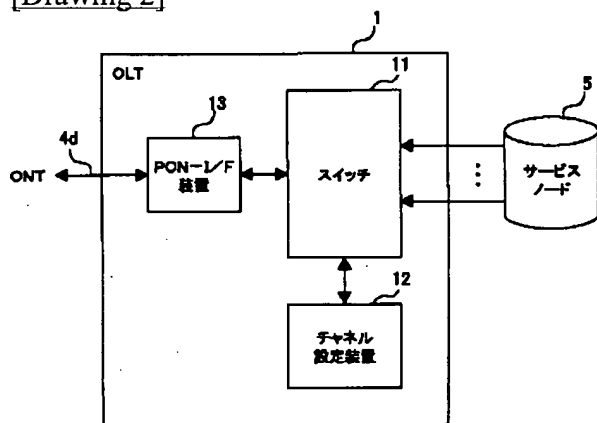 [Drawing 2]
1
OLT
11
5
13
4d
ONT
PON-I/F
装置
スイッチ
サービス
ノード
12
チャネル
設定装置